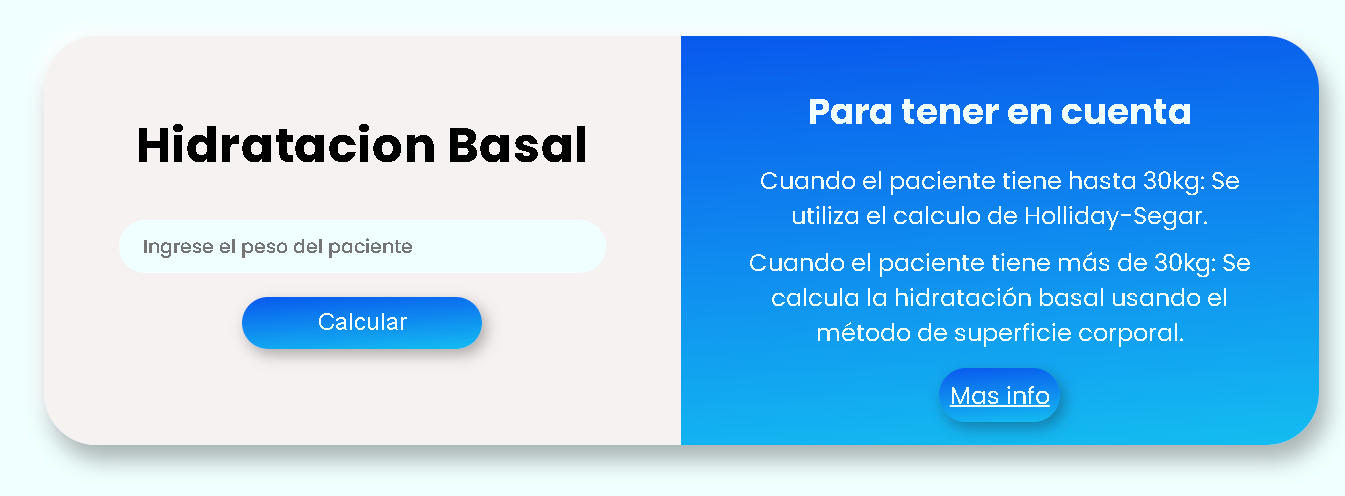 Hidratacion Basal
Ingrese el peso del paciente
Calcular
Para tener en cuenta
Cuando el paciente tiene hasta 30kg: Se
utiliza el calculo de Holliday-Segar.
Cuando el paciente tiene más de 30kg: Se
calcula la hidratación basal usando el
método de superficie corporal.
Mas info